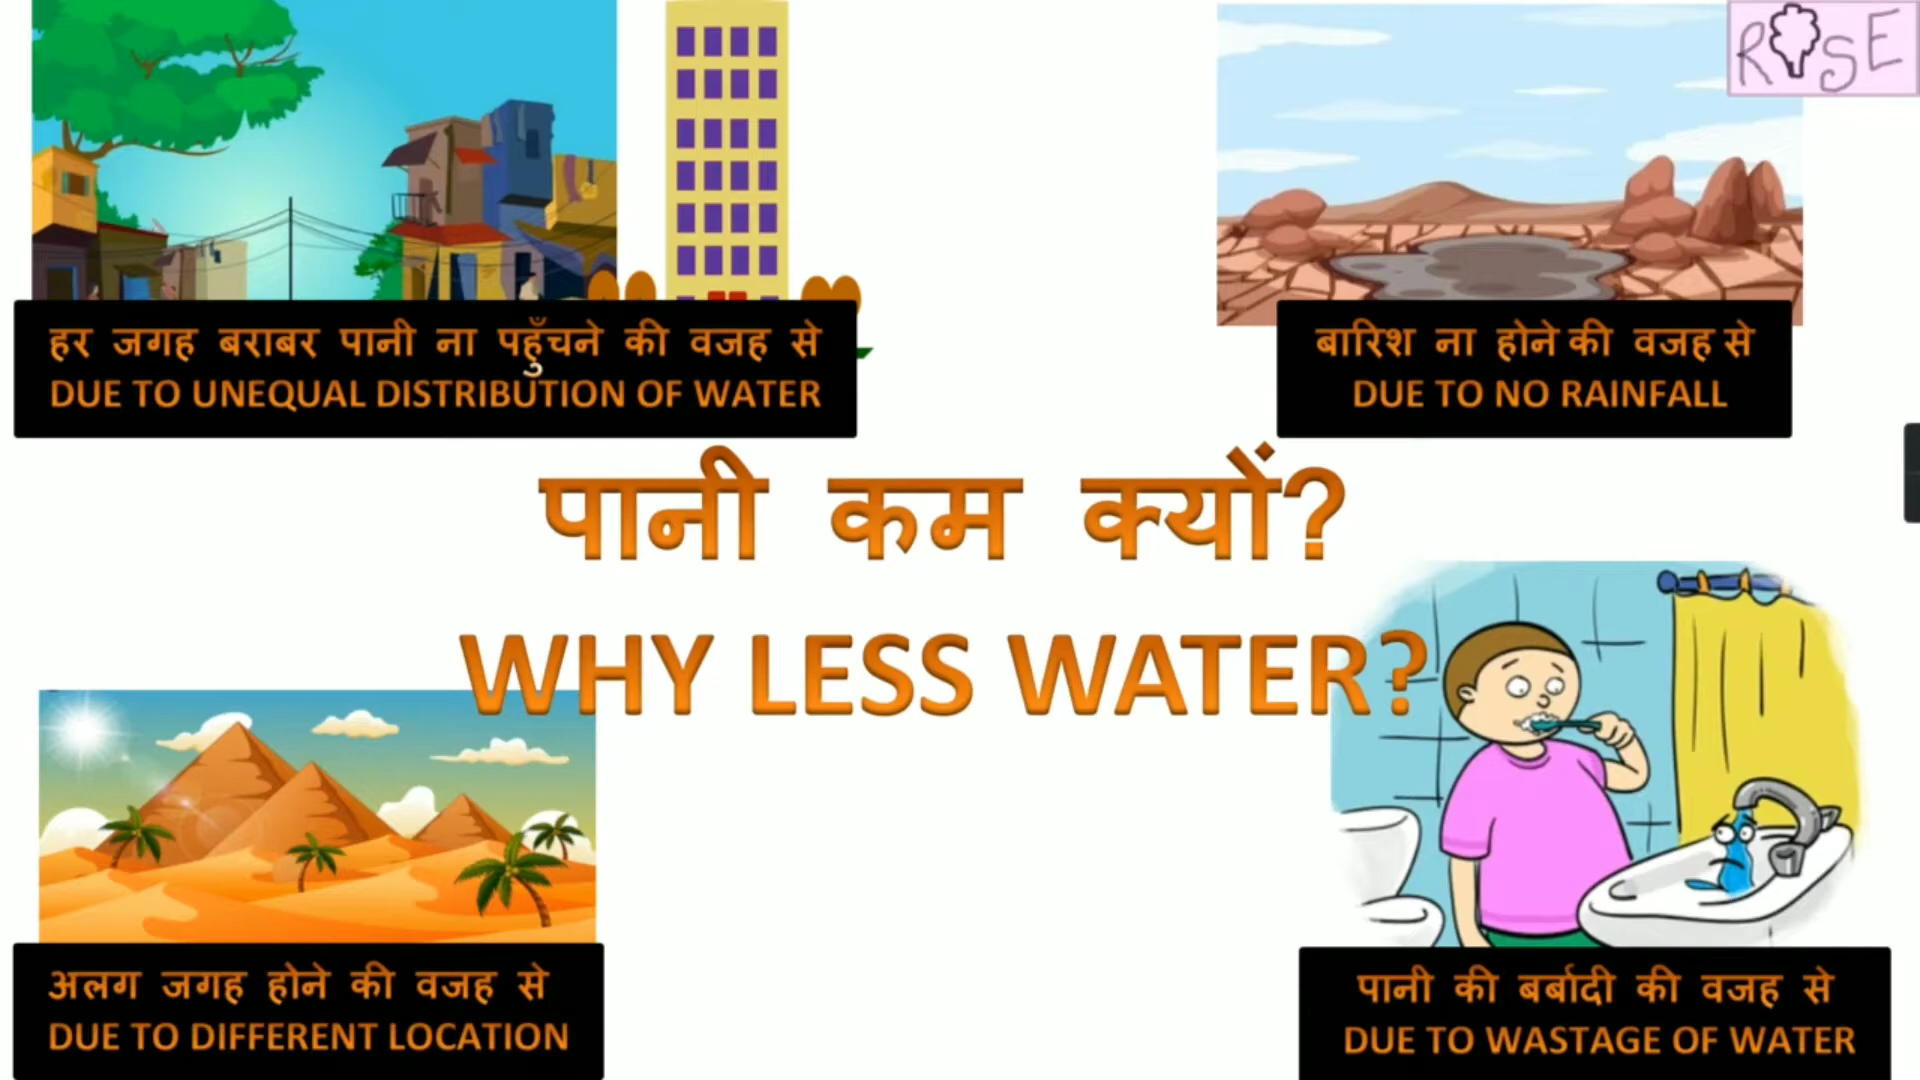 R SE
हर जगह बराबर पानी ना पहुँचने की वजह से
DUE TO UNEQUAL DISTRIBUTION OF WATER
बारिश ना होने की वजह से
DUE TO NO RAINFALL
पानी कम क्यों?
WHY LESS WATER?
अलग जगह होने की वजह से
DUE TO DIFFERENT LOCATION
पानी की बर्बादी की वजह से
DUE TO WASTAGE OF WATER